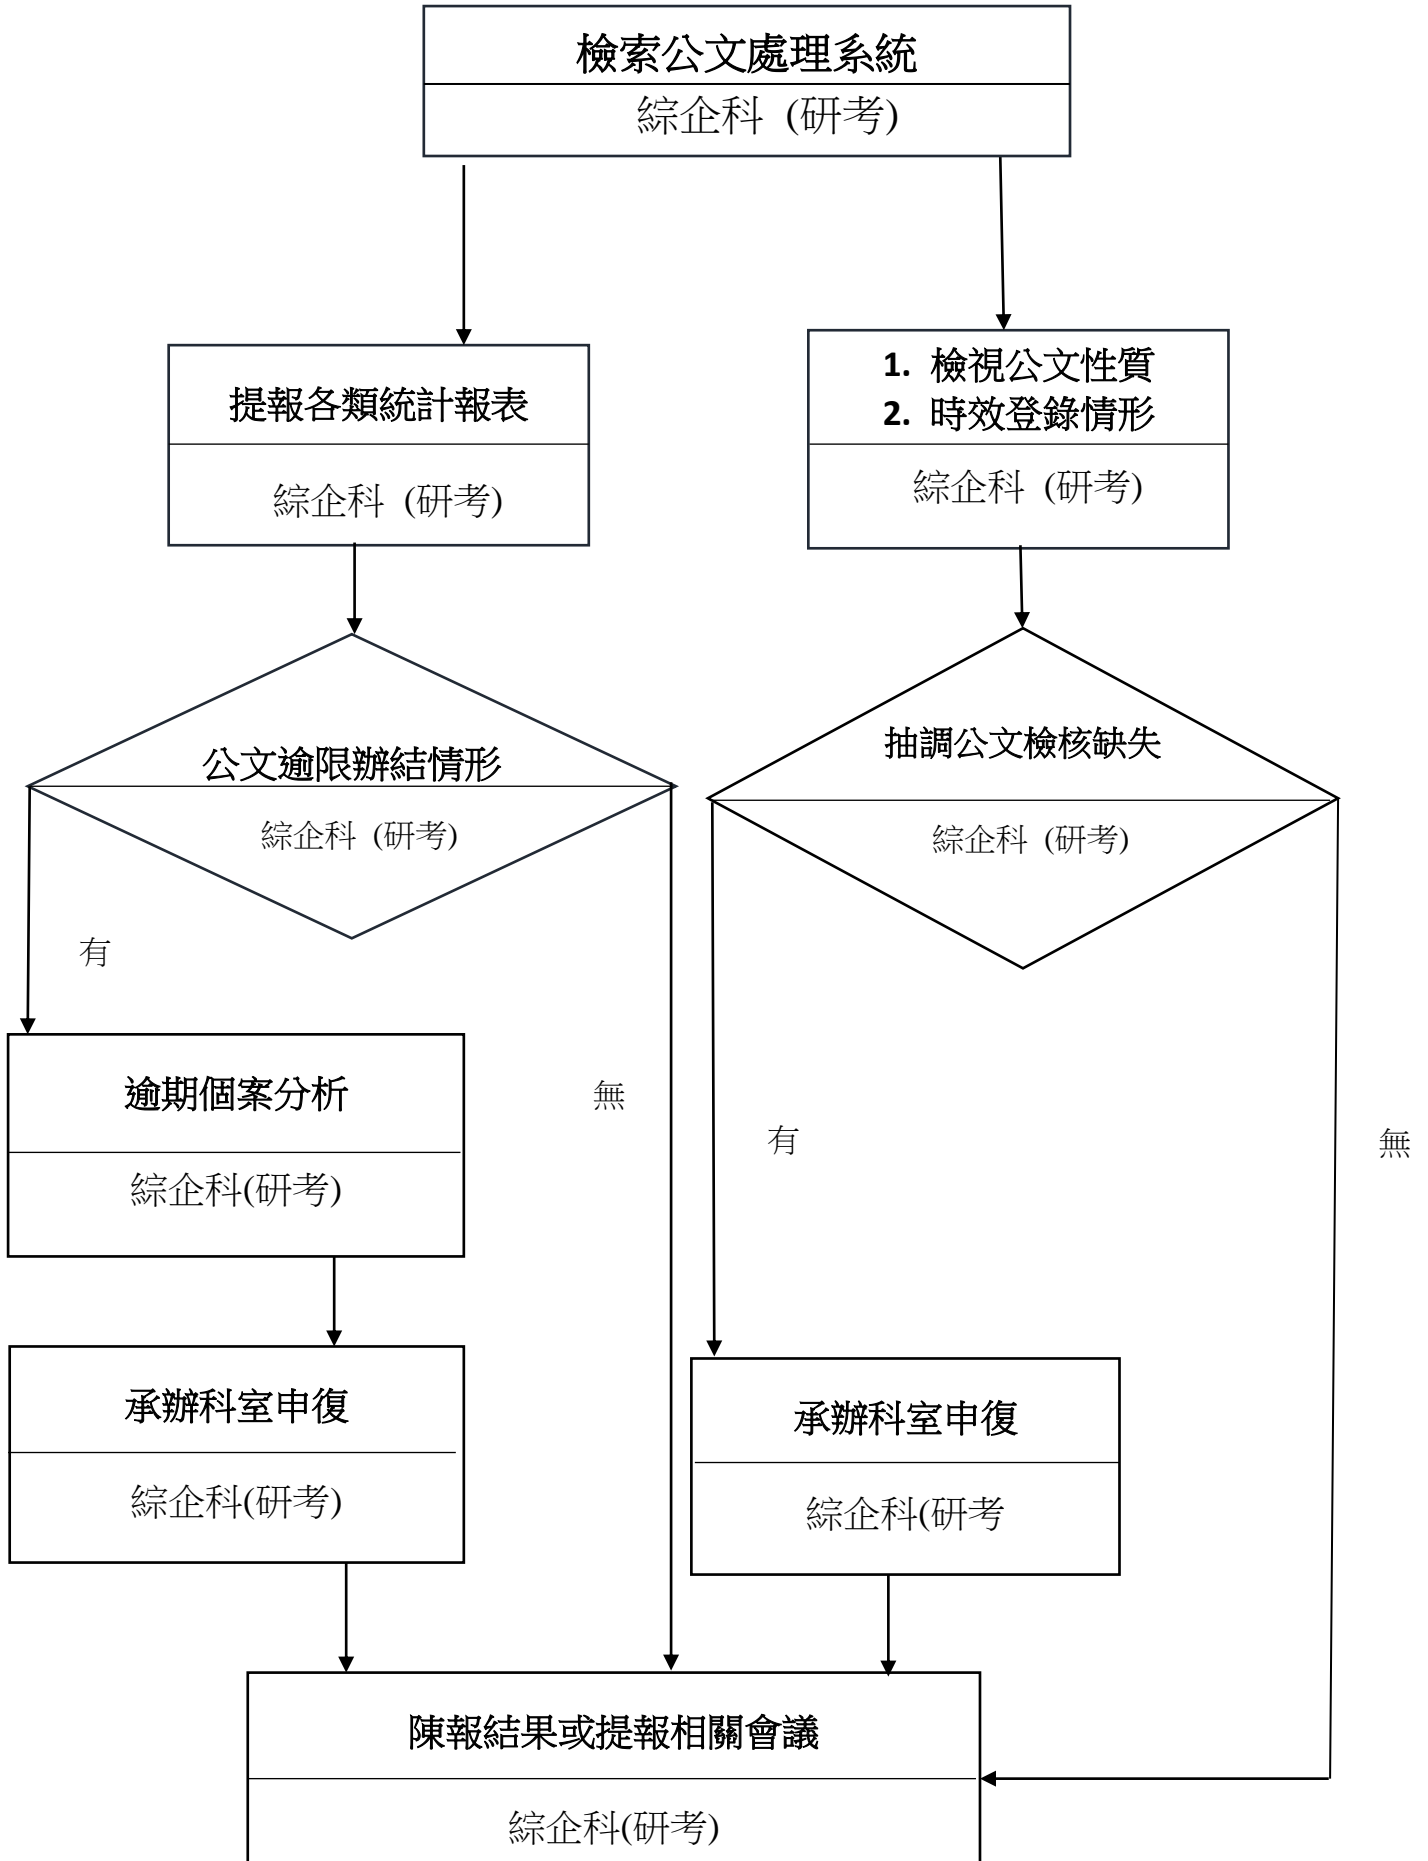 檢索公文處理系統
綜企科 (研考)
提報各類統計報表
綜企科 (研考)
1. 檢視公文性質
2. 時效登錄情形
綜企科 (研考)
公文逾限辦結情形
綜企科 (研考)
抽調公文檢核缺失
綜企科 (研考)
有
無
有
無
逾期個案分析
綜企科(研考)
承辦科室申復
綜企科(研考)
承辦科室申復
綜企科(研考
陳報結果或提報相關會議
綜企科(研考)